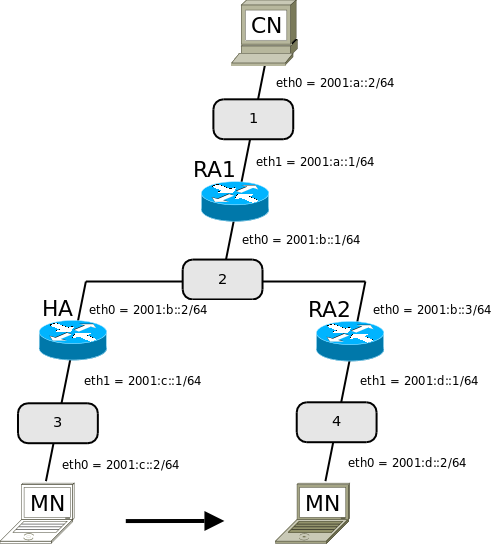 CN
eth0 = 2001:a::2/64
1
eth1 = 2001:a::1/64
RA1
eth0 = 2001:b::1/64
2
HA
eth0 = 2001:b::2/64
RA2
eth0 = 2001:b::3/64
eth1 = 2001:c::1/64
eth1 = 2001:d::1/64
3
4
eth0 = 2001:c::2/64
eth0 = 2001:d::2/64
MN
MN